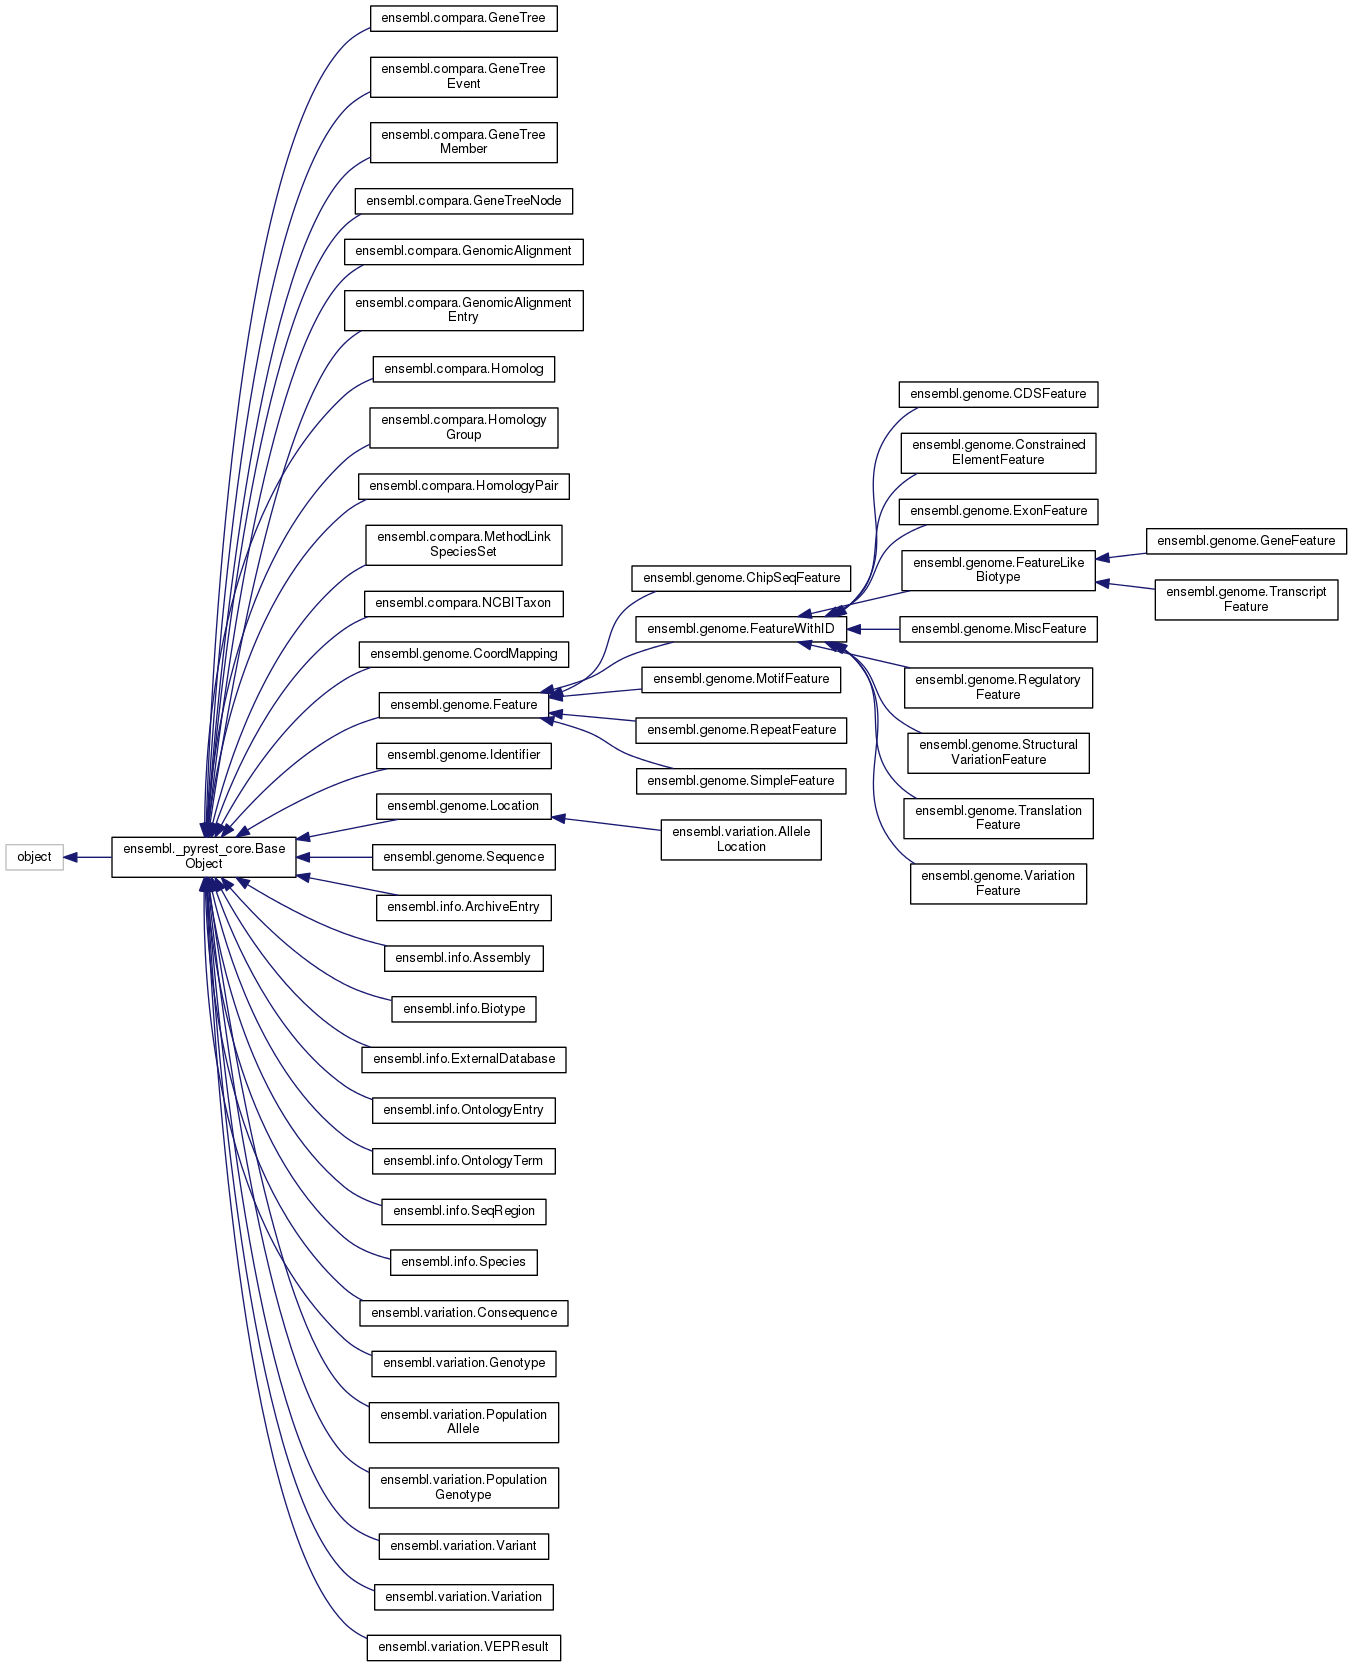 object
ensembl._pyrest_core.Base
Object
ensembl.compara.GeneTree
ensembl.compara.GeneTree
Event
ensembl.compara.GeneTree
Member
ensembl.compara.GeneTreeNode
ensembl.compara.GenomicAlignment
ensembl.compara.GenomicAlignment
Entry
ensembl.compara.Homolog
ensembl.compara.Homology
Group
ensembl.compara.HomologyPair
ensembl.compara.MethodLink
SpeciesSet
ensembl.compara.NCBITaxon
ensembl.genome.CoordMapping
ensembl.genome.Feature
ensembl.genome.Identifier
ensembl.genome.Location
ensembl.genome.Sequence
ensembl.info.ArchiveEntry
ensembl.info.Assembly
ensembl.info.Biotype
ensembl.info.ExternalDatabase
ensembl.info.OntologyEntry
ensembl.info.OntologyTerm
ensembl.info.SeqRegion
ensembl.info.Species
ensembl.variation.Consequence
ensembl.variation.Genotype
ensembl.variation.Population
Allele
ensembl.variation.Population
Genotype
ensembl.variation.Variant
ensembl.variation.Variation
ensembl.variation.VEPResult
ensembl.genome.ChipSeqFeature
ensembl.genome.FeatureWithID
ensembl.genome.MotifFeature
ensembl.genome.RepeatFeature
ensembl.genome.SimpleFeature
ensembl.variation.Allele
Location
ensembl.genome.CDSFeature
ensembl.genome.Constrained
ElementFeature
ensembl.genome.ExonFeature
ensembl.genome.FeatureLike
Biotype
ensembl.genome.MiscFeature
ensembl.genome.Regulatory
Feature
ensembl.genome.Structural
VariationFeature
ensembl.genome.Translation
Feature
ensembl.genome.Variation
Feature
ensembl.genome.GeneFeature
ensembl.genome.Transcript
Feature